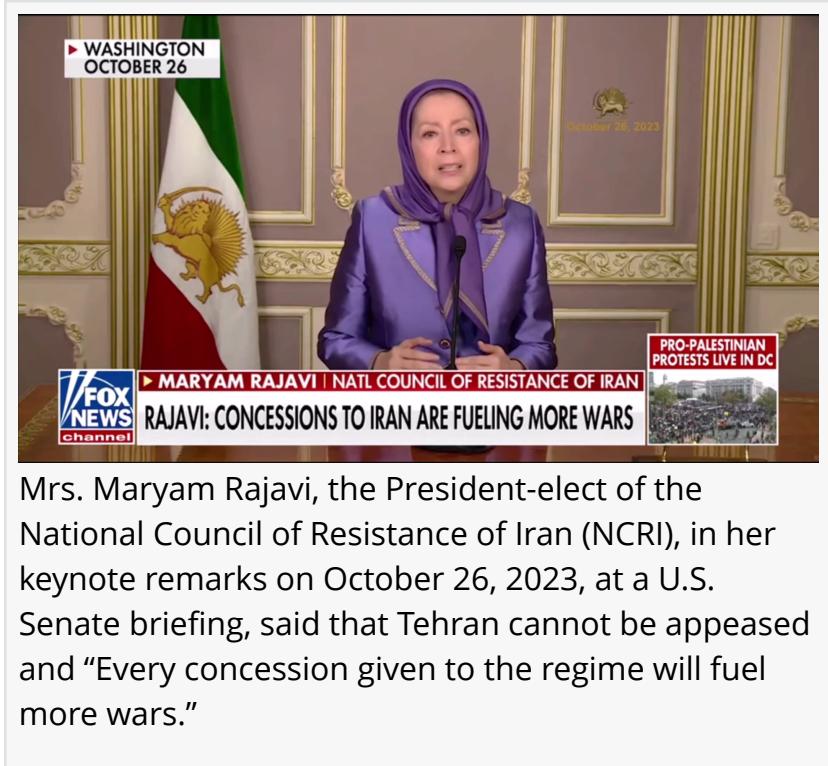 WASHINGTON
OCTOBER 26
October 26, 2023
PRO-PALESTINIAN
PROTESTS LIVE IN DC
FOX
NEWS
channel
MARYAM RAJAVI | NATL COUNCIL OF RESISTANCE OF IRAN
RAJAVI: CONCESSIONS TO IRAN ARE FUELING MORE WARS
Mrs. Maryam Rajavi, the President-elect of the
National Council of Resistance of Iran (NCRI), in her
keynote remarks on October 26, 2023, at a U.S.
Senate briefing, said that Tehran cannot be appeased
and “Every concession given to the regime will fuel
more wars.”